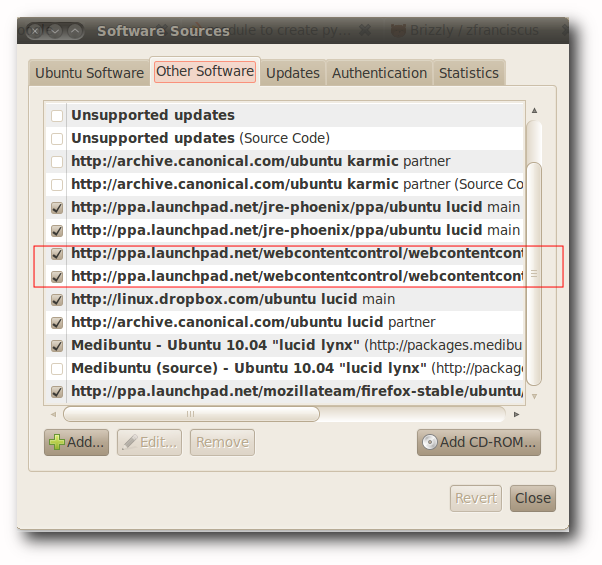 Software Sources
Ubuntu Software Other Software Updates Authentication Statistics
Unsupported updates
Unsupported updates (Source Code)
http://archive.canonical.com/ubuntu karmic partner
http://archive.canonical.com/ubuntu karmic partner (Source Co
http://ppa.launchpad.net/jre-phoenix/ppa/ubuntu lucid main
http://ppa.launchpad.net/jre-phoenix/ppa/ubuntu lucid main
http://ppa.launchpad.net/webcontentcontrol/webcontentcont
http://ppa.launchpad.net/webcontentcontrol/webcontentcont
http://linux.dropbox.com/ubuntu lucid main
http://archive.canonical.com/ubuntu lucid partner
Medibuntu - Ubuntu 10.04 "lucid lynx" (http://packages.medibu
Medibuntu (source) - Ubuntu 10.04 "lucid lynx" (http://packag
http://ppa.launchpad.net/mozillateam/firefox-stable/ubuntu/
Add... Edit... Remove Add CD-ROM...
Revert Close